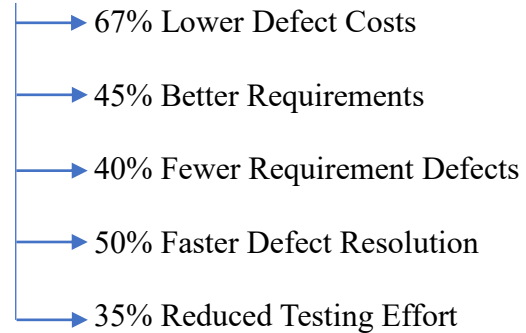 67% Lower Defect Costs
45% Better Requirements
40% Fewer Requirement Defects
50% Faster Defect Resolution
35% Reduced Testing Effort